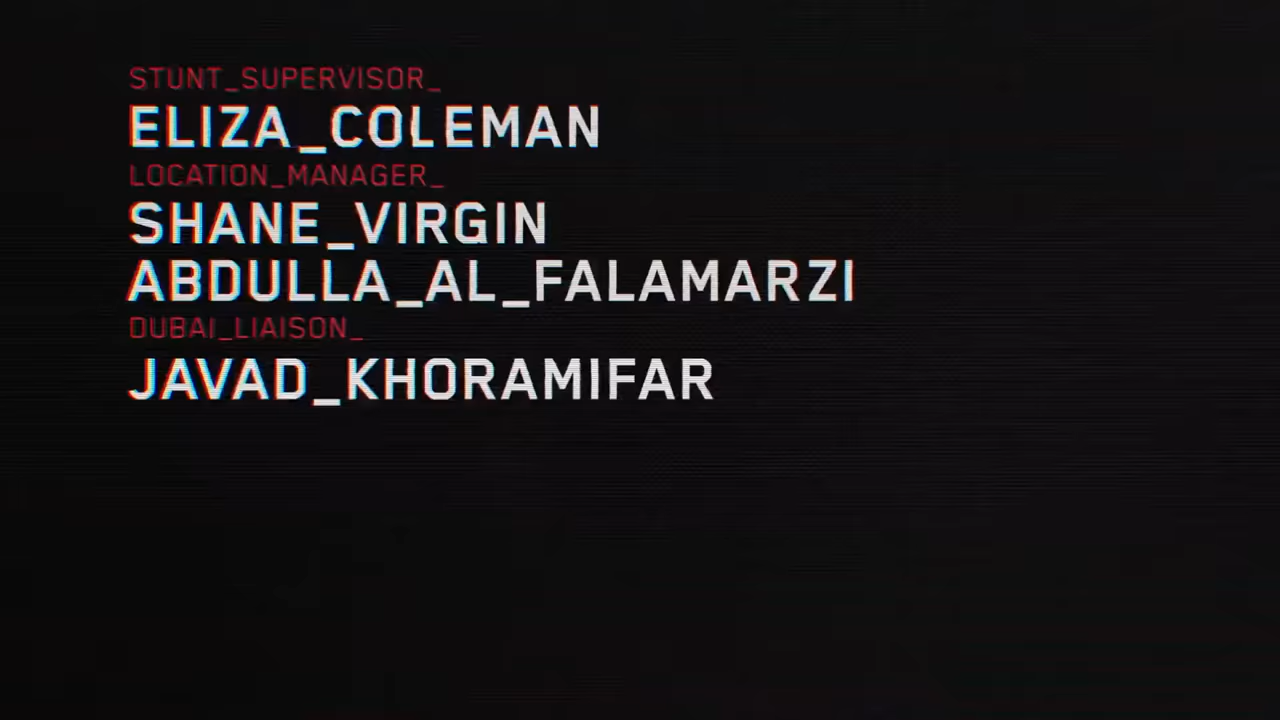 STUNT_SUPERVISOR_
ELIZA_COLEMAN
LOCATION_MANAGER_
SHANE_VIRGIN
ABDULLA_AL_FALAMARZI
DUBAI_LIAISON_
JAVAD_KHORAMIFAR